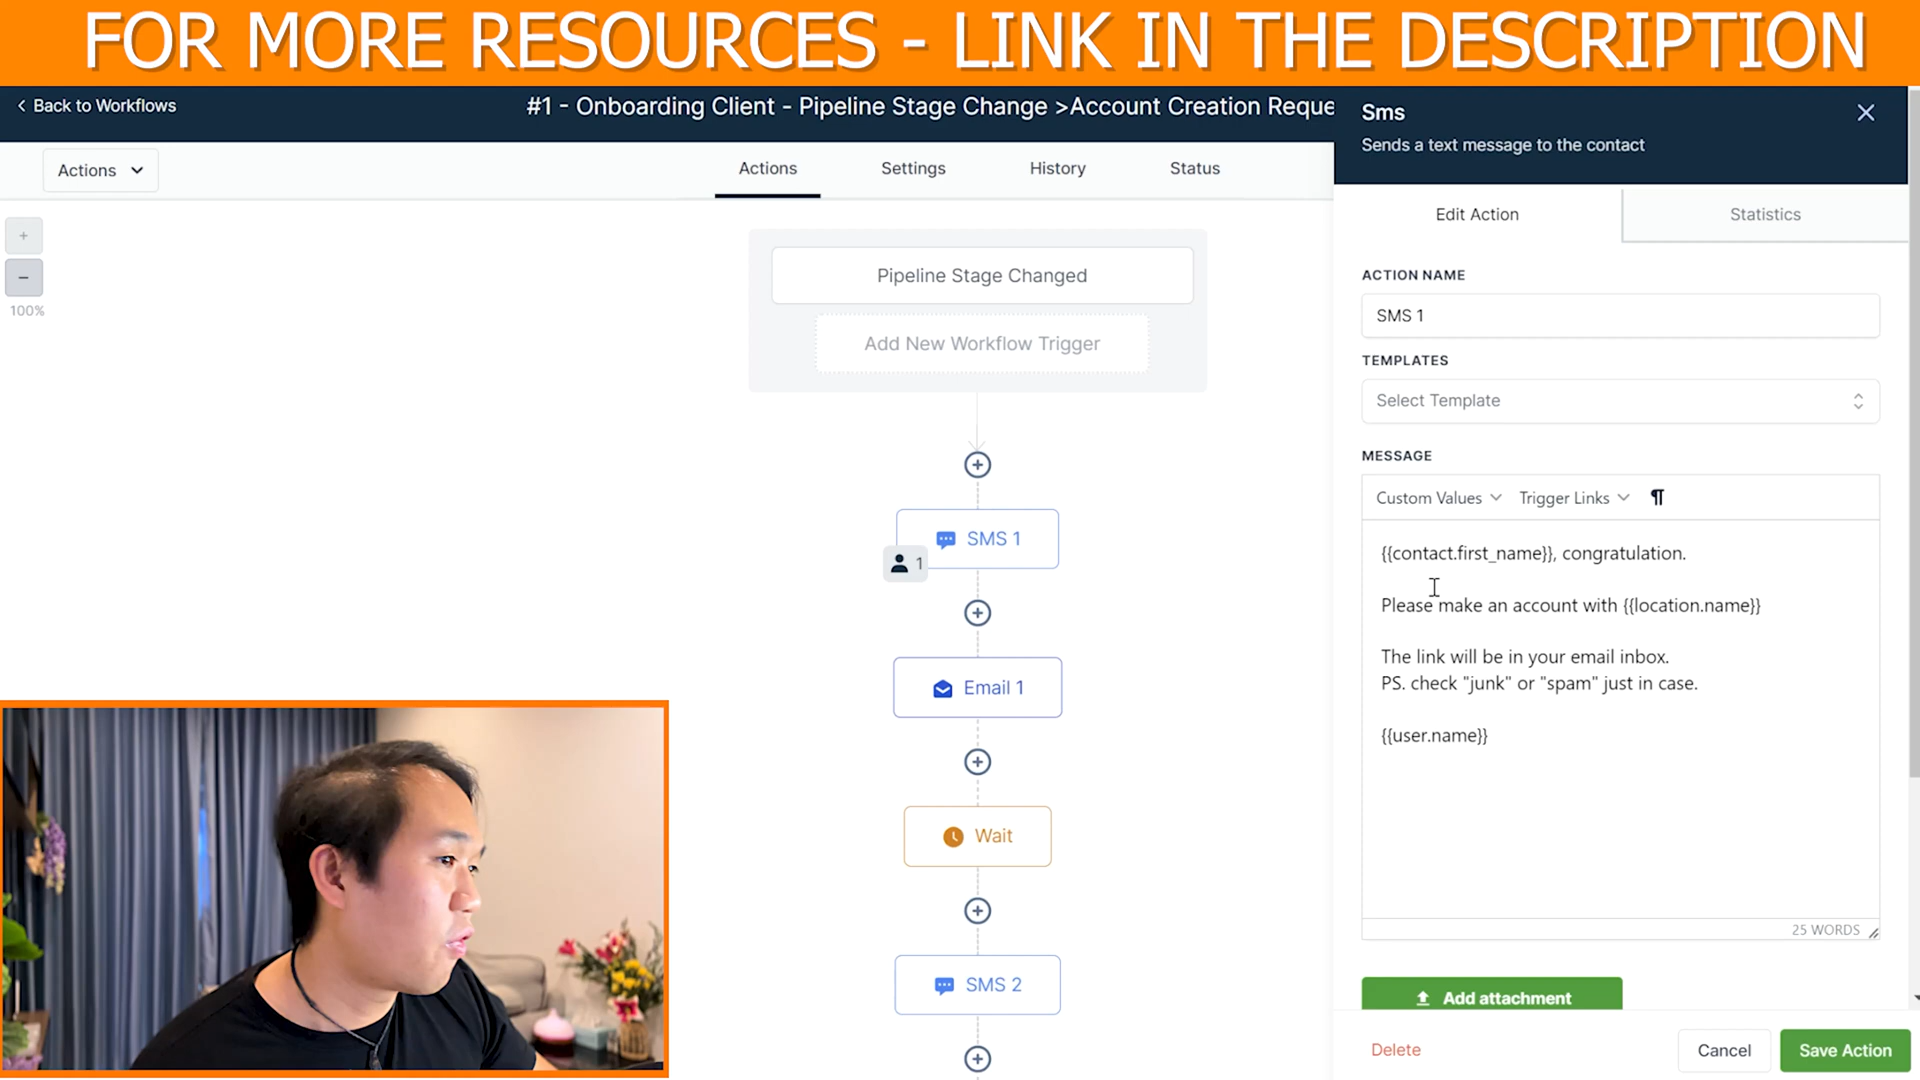 FOR MORE RESOURCES - LINK IN THE DESCRIPTION
Back to Workflows
#1 - Onboarding Client - Pipeline Stage Change >Account Creation Reque
Sms
Sends a text message to the contact
Actions
Actions
Settings
History
Status
Edit Action
Statistics
+
−
100%
Pipeline Stage Changed
Add New Workflow Trigger
ACTION NAME
SMS 1
TEMPLATES
Select Template
MESSAGE
Custom Values
Trigger Links
¶
SMS 1
1
{{contact.first_name}}, congratulation.
Please make an account with {{location.name}}
The link will be in your email inbox.
PS. check "junk" or "spam" just in case.
{{user.name}}
Email 1
Wait
SMS 2
25 WORDS
Add attachment
Delete
Cancel
Save Action